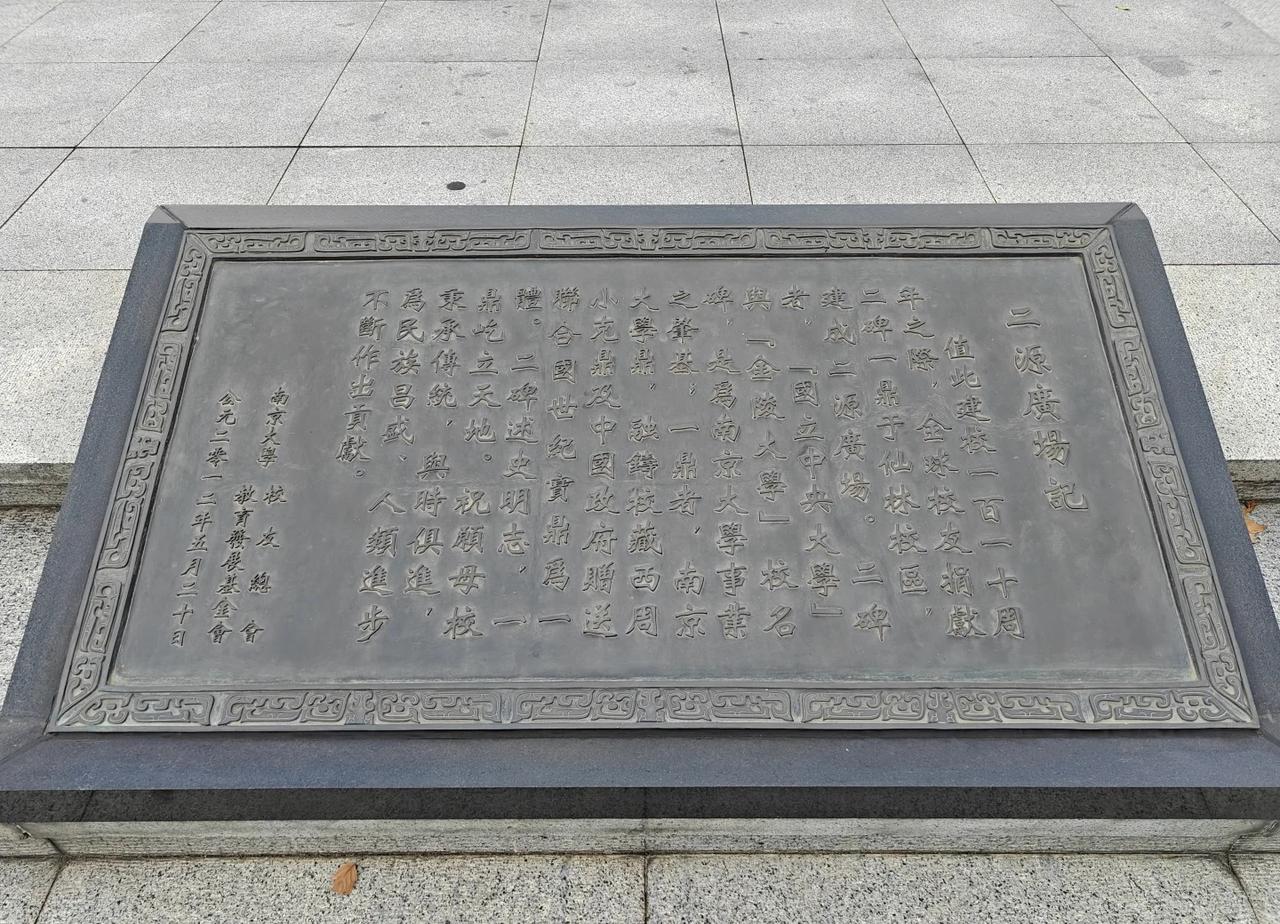 二源廣場記
值此建校一百一十周
年之際，全球校友捐獻
二碑一鼎于仙林校區，
建成二源廣場。二碑
者，『國立中央大學』
與『金陵大學』校名
碑，是爲南京大學事業
之肇基，一鼎者，南京
大學鼎，融鑄校藏西周
小克鼎及中國政府贈送
聯合國世紀寶鼎爲一
體。二碑述史明志，一
鼎屹立天地。祝願母校
秉承傳統，與時俱進，
爲民族昌盛、人類進步
不斷作出貢獻。
南京大學 校友總會
教育發展基金會
公元二零一二年五月二十日